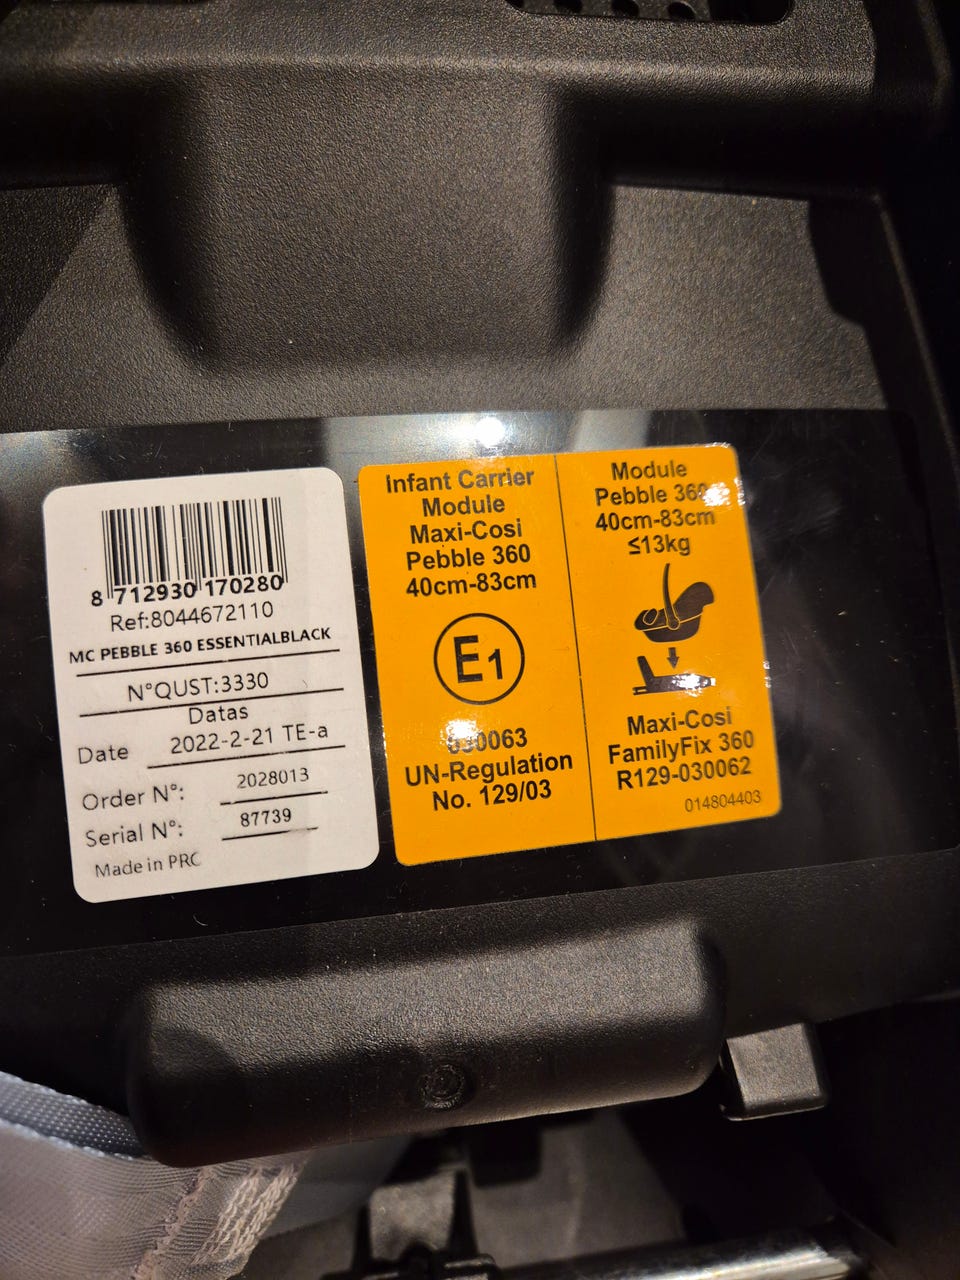 8 712930 170280
Ref:8044672110
MC PEBBLE 360 ESSENTIALBLACK
N°QUST:3330
Datas
Date 2022-2-21 TE-a
Order N°: 2028013
Serial N°: 87739
Made in PRC
Infant Carrier
Module
Maxi-Cosi
Pebble 360
40cm-83cm
E1
030063
UN-Regulation
No. 129/03
Module
Pebble 360
40cm-83cm
≤13kg
Maxi-Cosi
FamilyFix 360
R129-030062
014804403